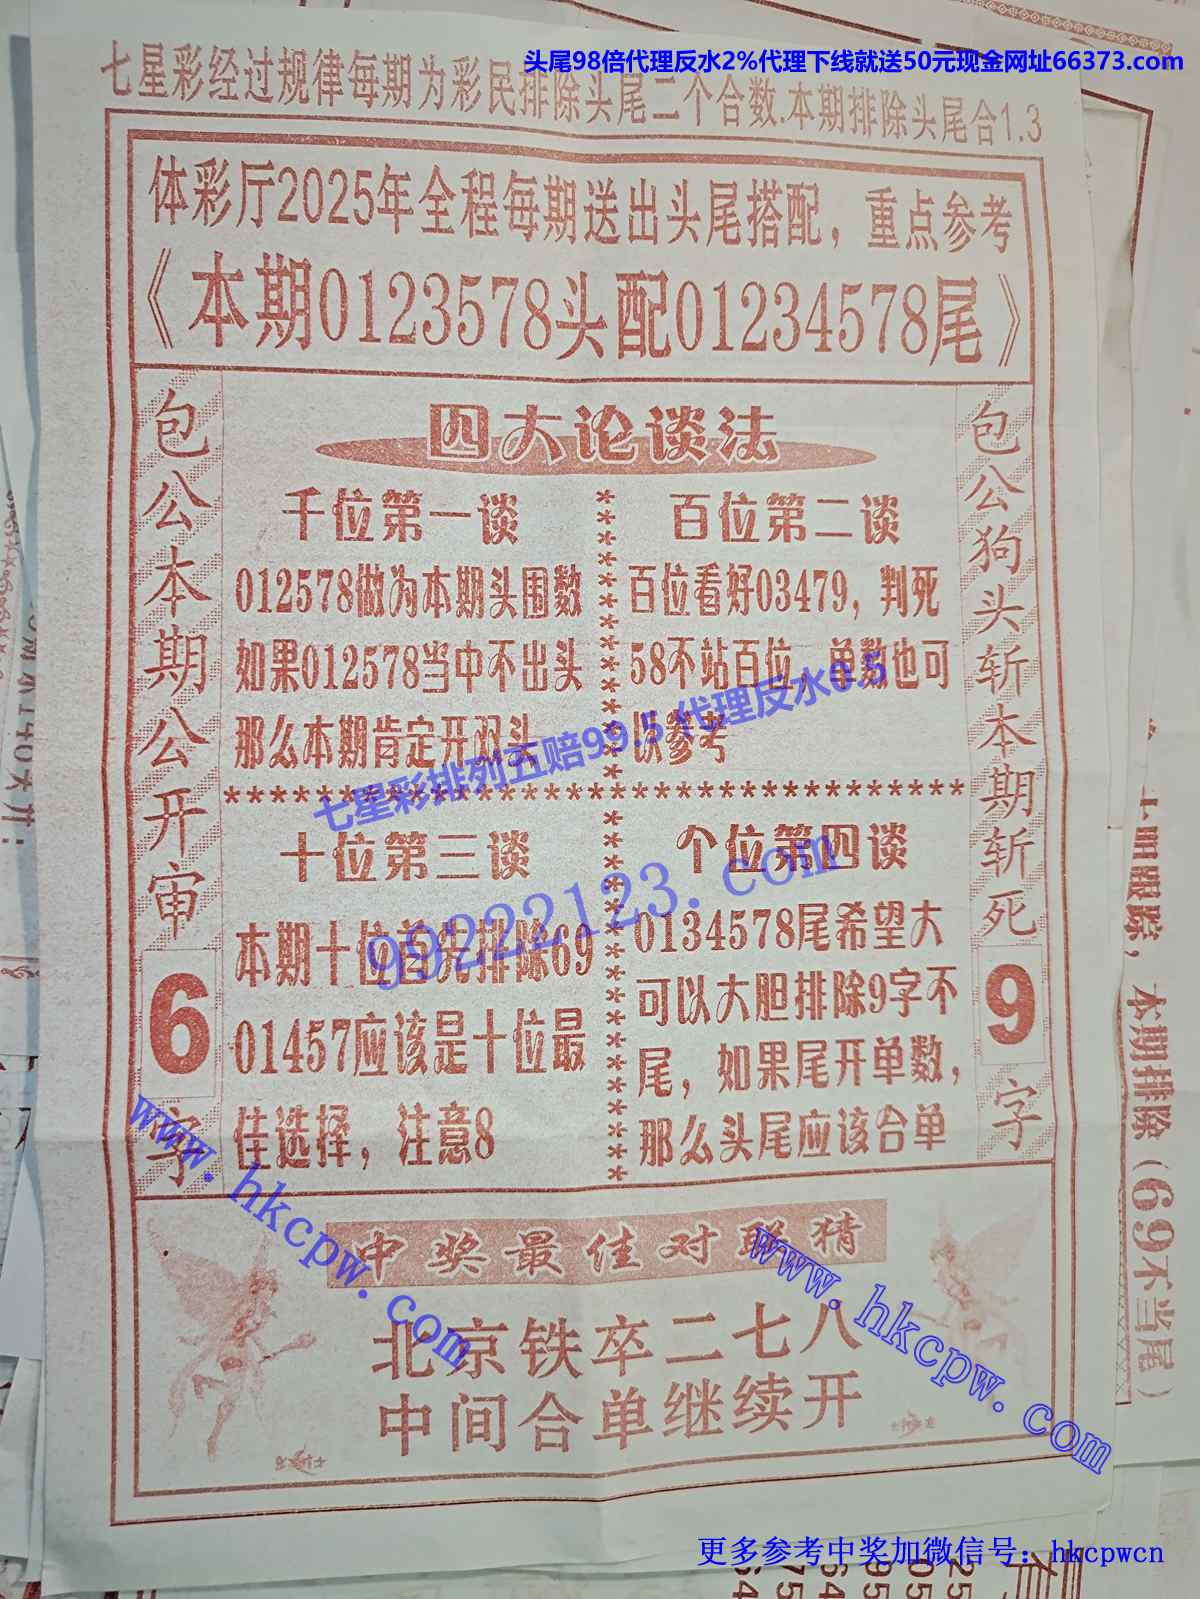 头尾98倍代理反水2%代理下线就送50元现金网址66373.com
七星彩经过规律每期为彩民排除头尾二个合数.本期排除头尾合1.3
体彩厅2025年全程每期送出头尾搭配，重点参考
《本期0123578头配01234578尾》
包公本期公开审6字
四大论谈法
千位第一谈
012578做为本期头围数
如果012578当中不出头
那么本期肯定开双头
百位第二谈
百位看好03479，判死
58不站百位，单数也可
以参考
七星彩排列五赔99.5代理反水0.5
十位第三谈
本期十位首先排除69
01457应该是十位最
佳选择，注意8
个位第四谈
0134578尾希望大
可以大胆排除9字不
尾，如果尾开单数，
那么头尾应该合单
99222123.com
包公狗头斩本期斩死9字
中奖最佳对联猜
北京铁卒二七八
中间合单继续开
www.hkcpw.com
www.hkcpw.com
本期排除（69不当尾）
更多参考中奖加微信号：hkcpwcn